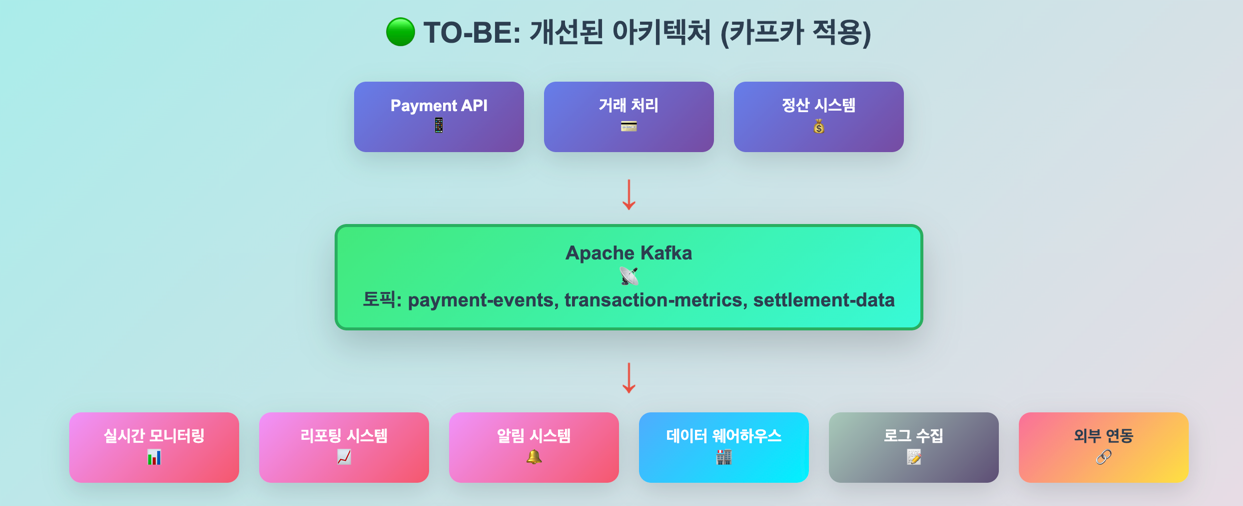 🟢 TO-BE: 개선된 아키텍처 (카프카 적용)
Payment API
거래 처리
정산 시스템
Apache Kafka
토픽: payment-events, transaction-metrics, settlement-data
실시간 모니터링
리포팅 시스템
알림 시스템
데이터 웨어하우스
로그 수집
외부 연동